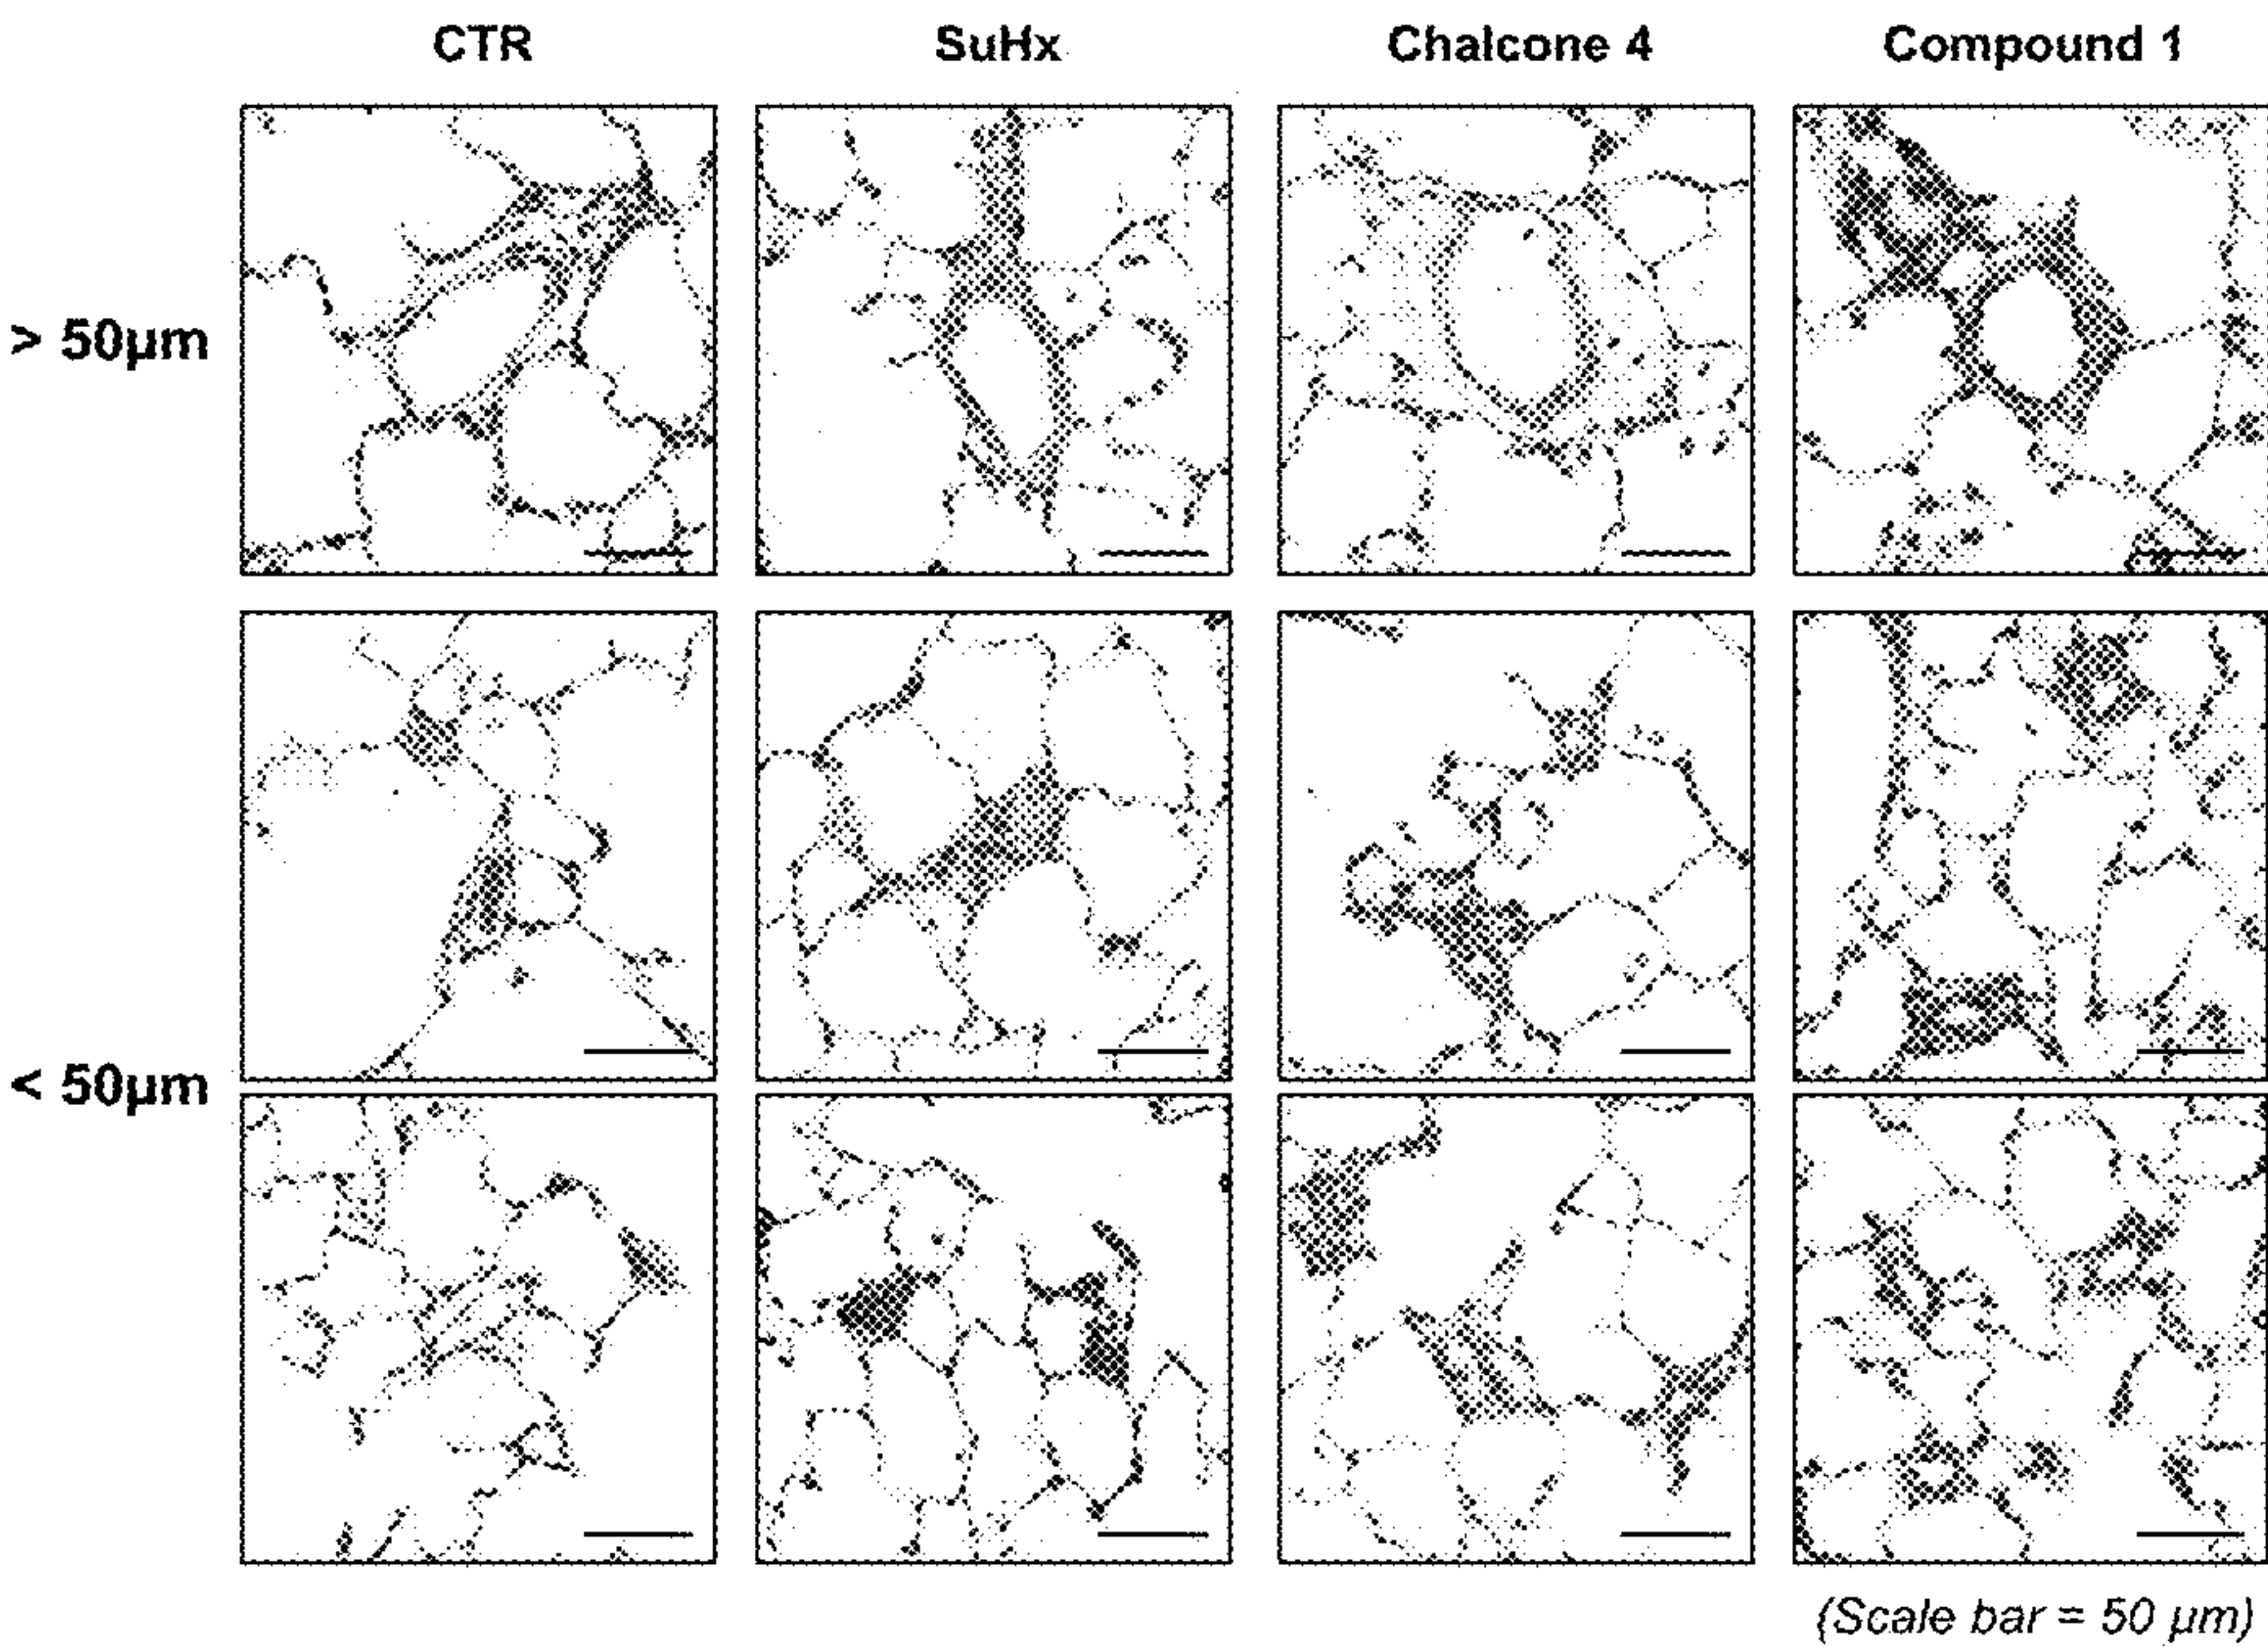 CTR SuHx Chalcone 4 Compound 1
> 50µm
< 50µm
(Scale bar = 50 µm)